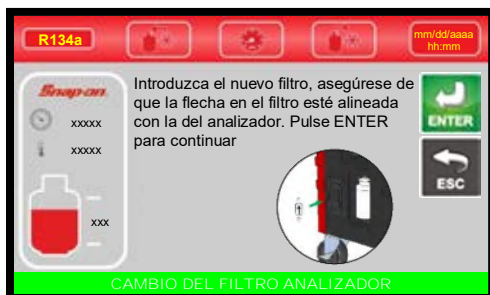 R134a
mm/dd/aaaa
hh:mm
Snap-on
xxxxx
xxxxx
xxx
Introduzca el nuevo filtro, asegúrese de
que la flecha en el filtro esté alineada
con la del analizador. Pulse ENTER
para continuar
ENTER
ESC
CAMBIO DEL FILTRO ANALIZADOR